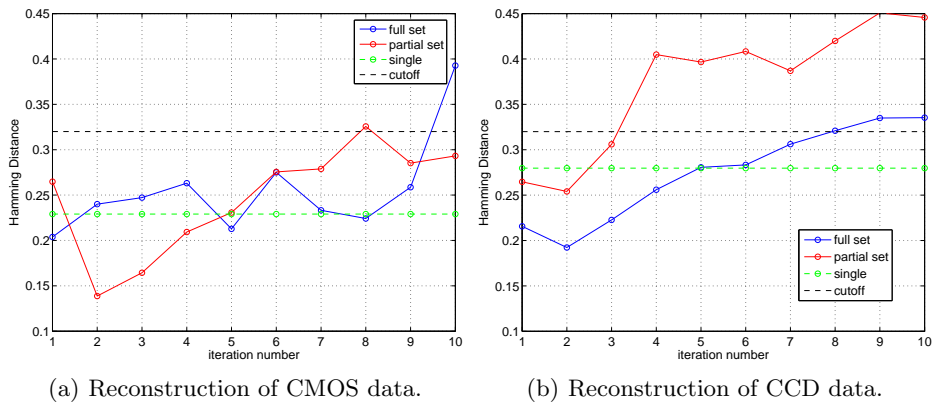 0.45
0.4
0.35
0.3
0.25
0.2
0.15
0.1
Hamming Distance
1 2 3 4 5 6 7 8 9 10
iteration number
full set
partial set
single
cutoff
(a) Reconstruction of CMOS data.
0.45
0.4
0.35
0.3
0.25
0.2
0.15
0.1
Hamming Distance
1 2 3 4 5 6 7 8 9 10
iteration number
full set
partial set
single
cutoff
(b) Reconstruction of CCD data.